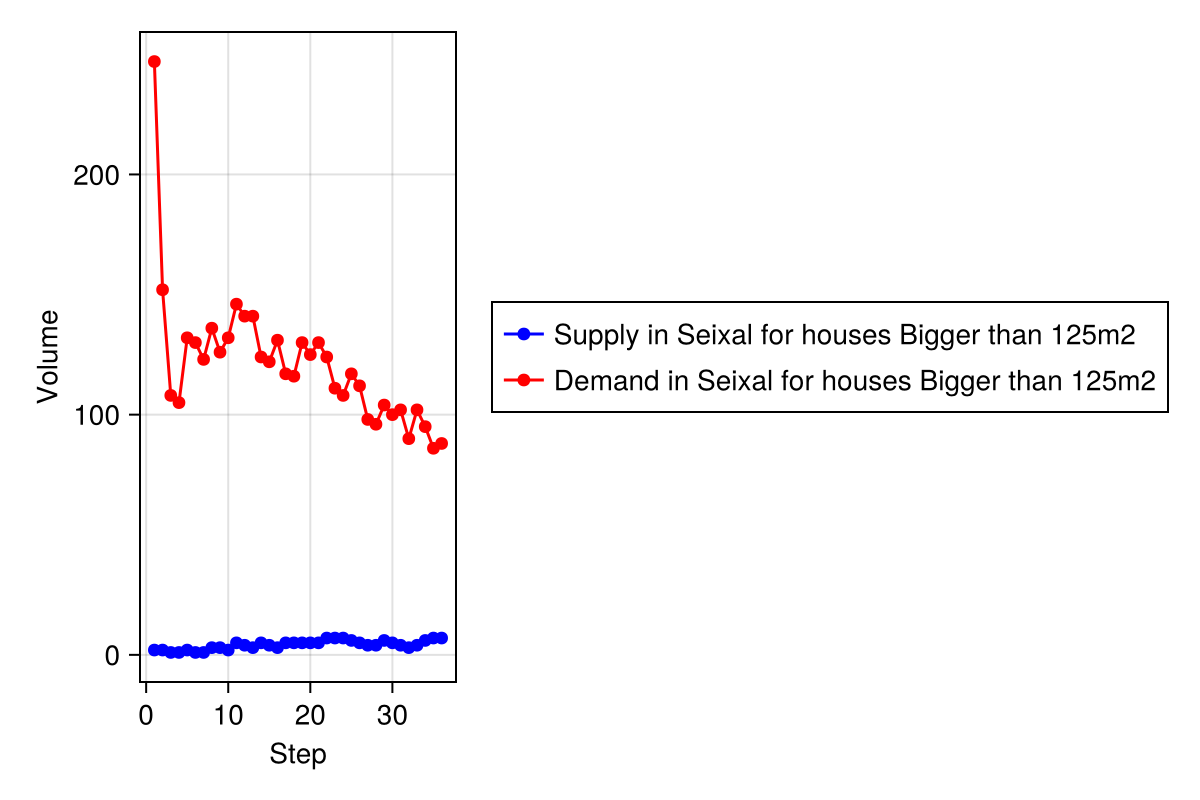 Volume
200
100
0
0 10 20 30
Step
Supply in Seixal for houses Bigger than 125m2
Demand in Seixal for houses Bigger than 125m2